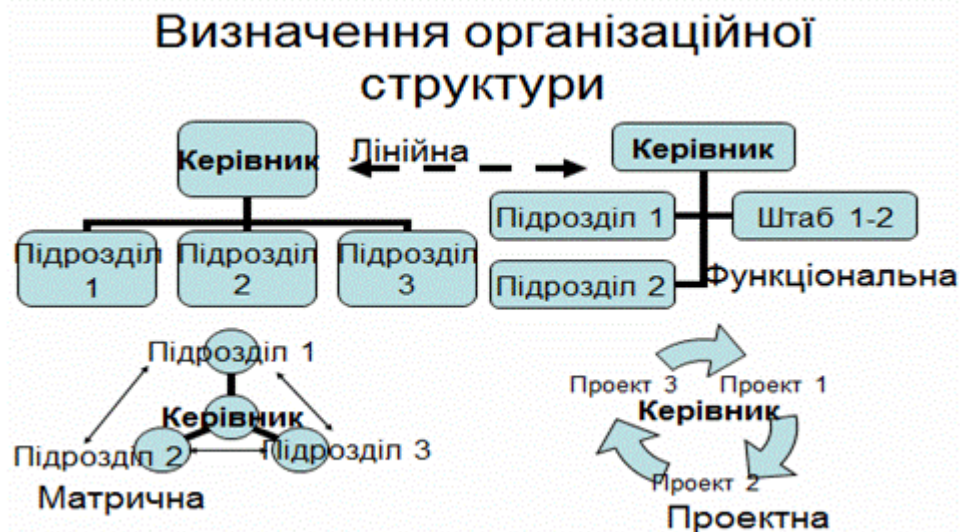 Визначення організаційної
структури
Керівник
Лінійна
Керівник
Підрозділ
1
Підрозділ
2
Підрозділ
3
Підрозділ 1
Штаб 1-2
Підрозділ 2
Функціональна
Підрозділ 1
Керівник
Підрозділ 2
Підрозділ 3
Матрична
Проект 3
Проект 1
Керівник
Проект 2
Проектна